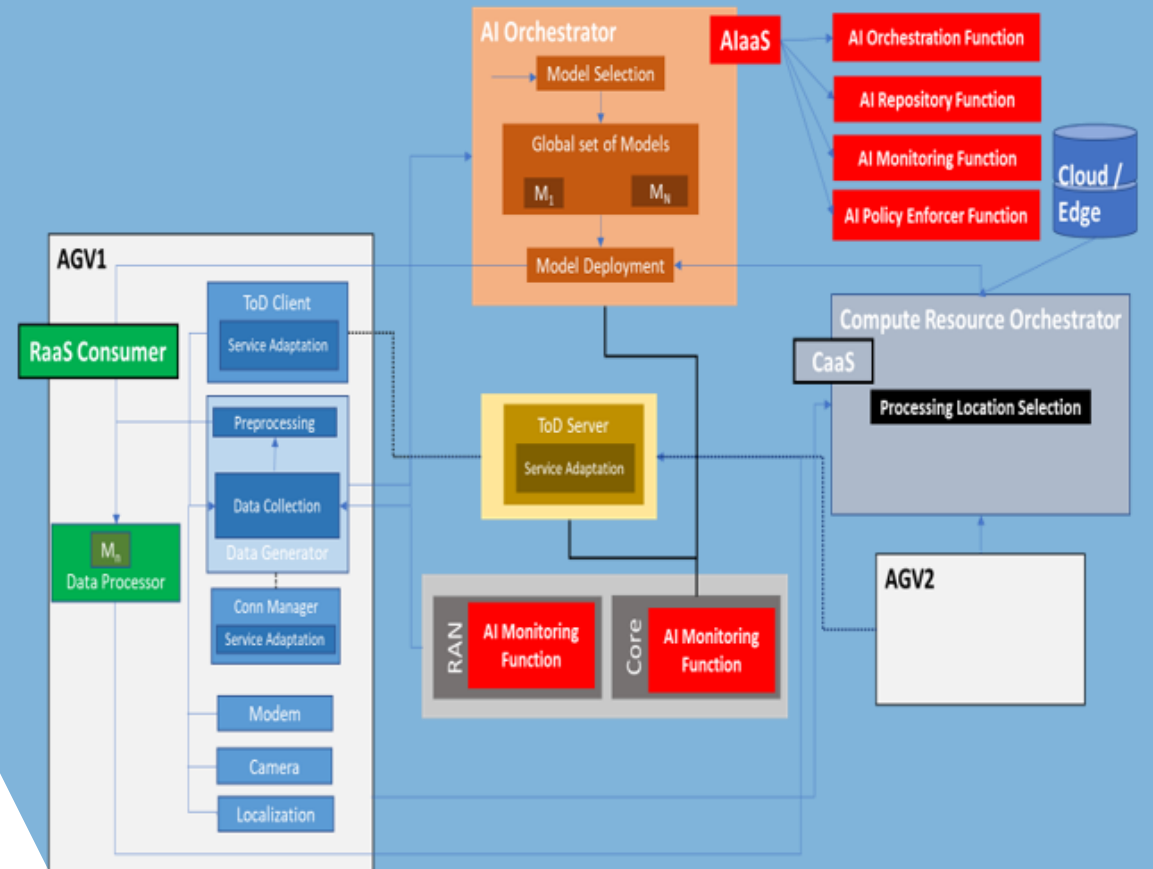 AI Orchestrator
Model Selection
Global set of Models
M1
MN
Model Deployment
AIaaS
AI Orchestration Function
AI Repository Function
AI Monitoring Function
AI Policy Enforcer Function
Cloud /
Edge
AGV1
RaaS Consumer
ToD Client
Service Adaptation
Preprocessing
Data Collection
Data Generator
Mn
Data Processor
Conn Manager
Service Adaptation
Modem
Camera
Localization
ToD Server
Service Adaptation
RAN
AI Monitoring
Function
Core
AI Monitoring
Function
Compute Resource Orchestrator
CaaS
Processing Location Selection
AGV2